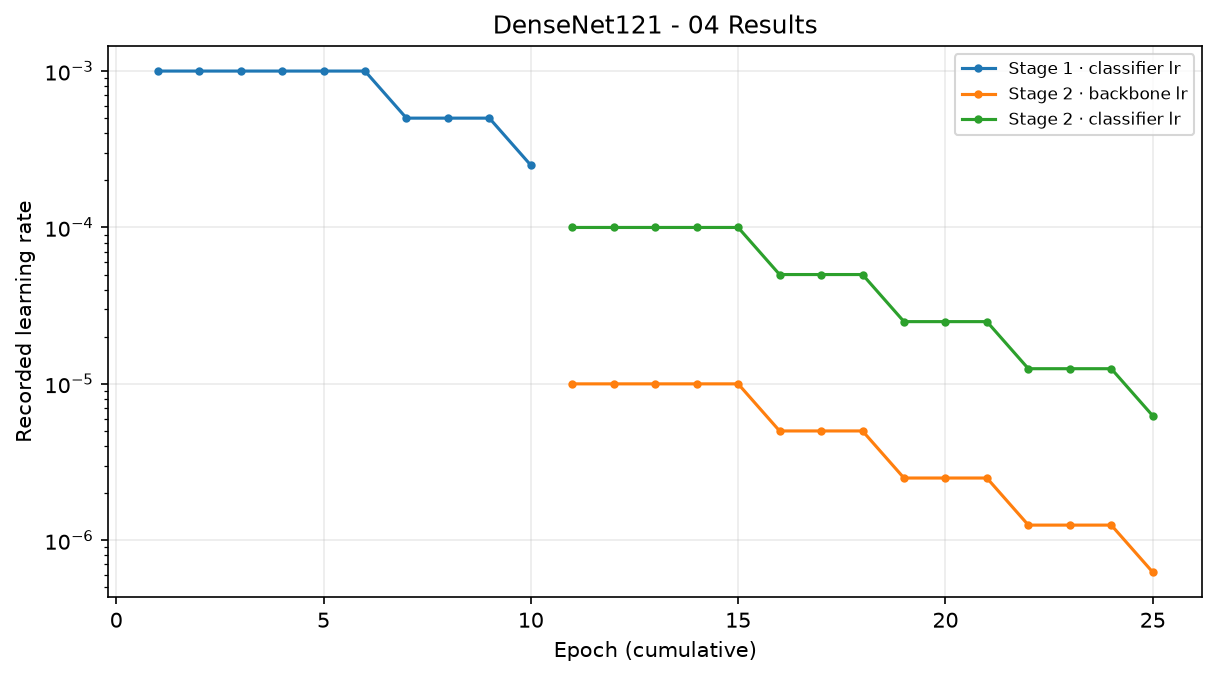 DenseNet121 - 04 Results
Recorded learning rate
10⁻³
10⁻⁴
10⁻⁵
10⁻⁶
Stage 1 · classifier lr
Stage 2 · backbone lr
Stage 2 · classifier lr
0 5 10 15 20 25
Epoch (cumulative)